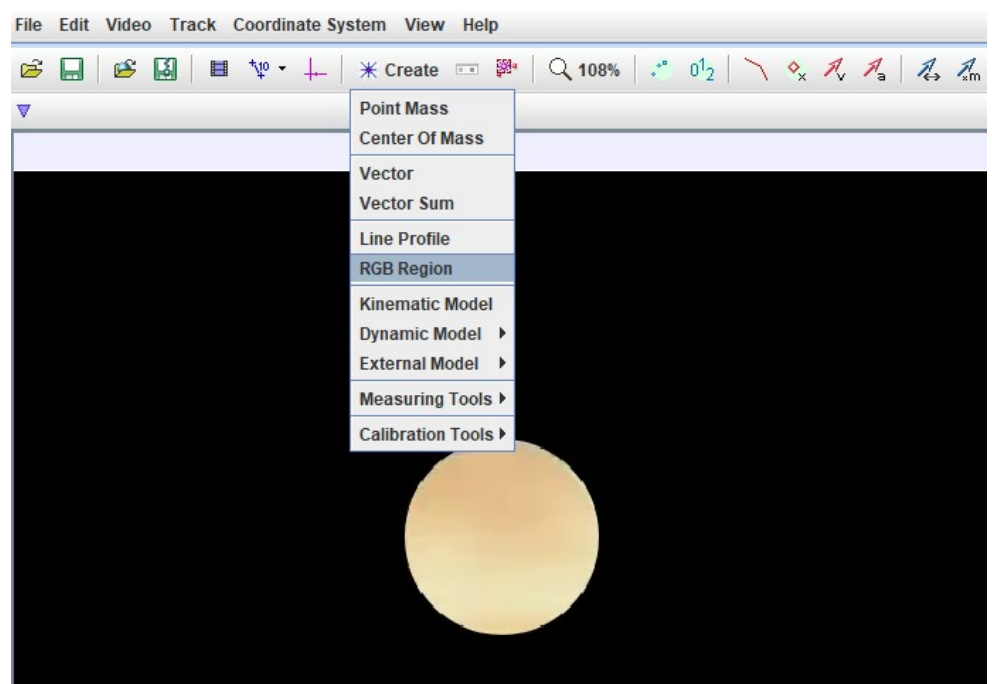 File Edit Video Track Coordinate System View Help
Create 108%
Point Mass
Center Of Mass
Vector
Vector Sum
Line Profile
RGB Region
Kinematic Model
Dynamic Model
External Model
Measuring Tools
Calibration Tools